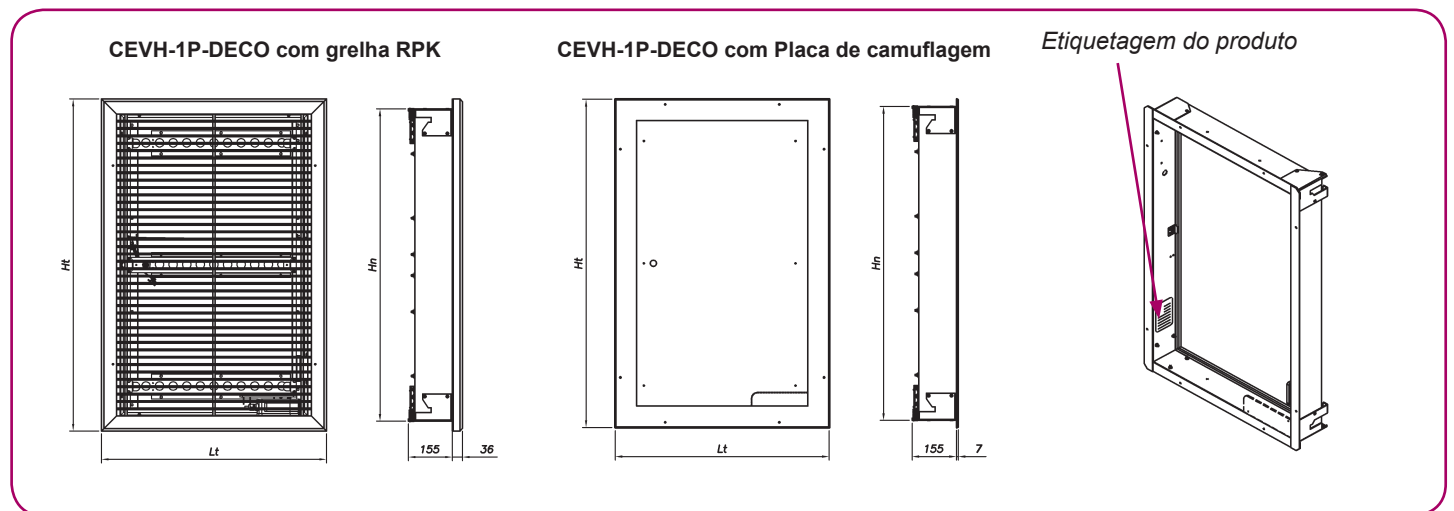 CEVH-1P-DECO com grelha RPK
CEVH-1P-DECO com Placa de camuflagem
Etiquetagem do produto
Ht
Hn
Lt
155
36
Ht
Hn
Lt
155
7